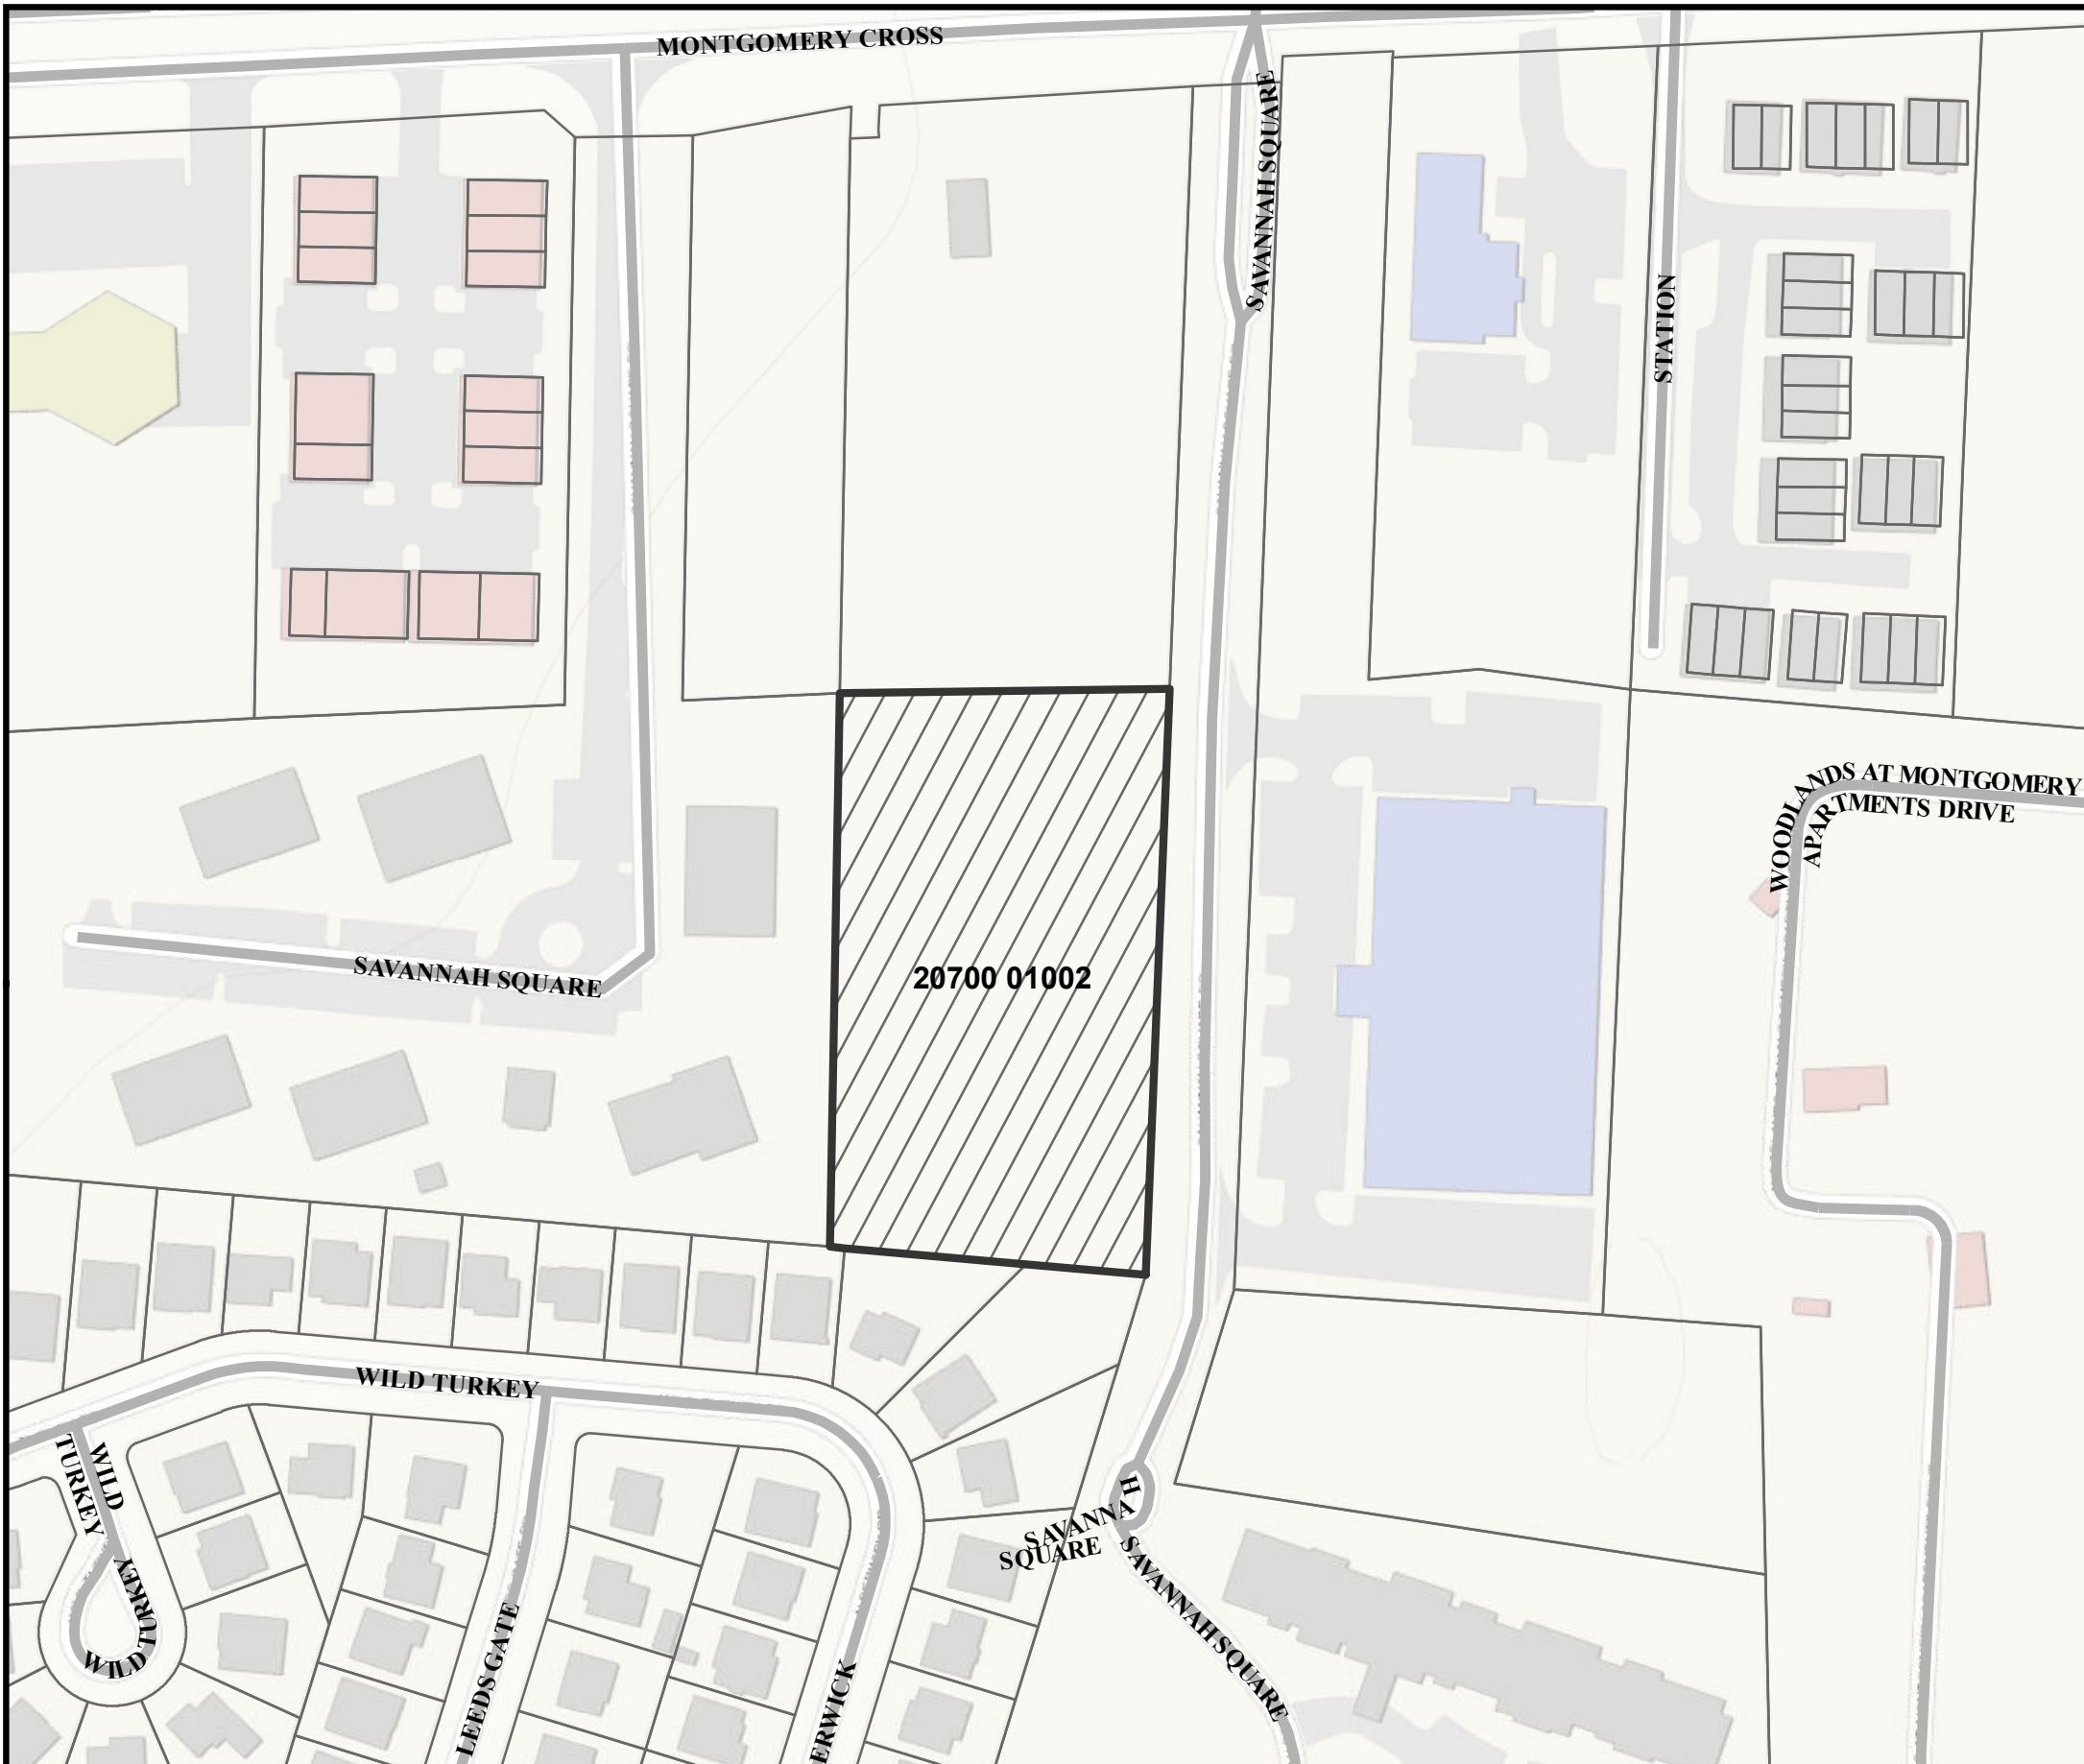 MONTGOMERY CROSS
SAVANNAH SQUARE
STATION
WOODLANDS AT MONTGOMERY
APARTMENTS DRIVE
SAVANNAH SQUARE
20700 01002
WILD TURKEY
WILD
TURKEY
WILD TURKEY
LEEDS GATE
ERWICK
SAVANNAH
SQUARE
SAVANNAH SQUARE